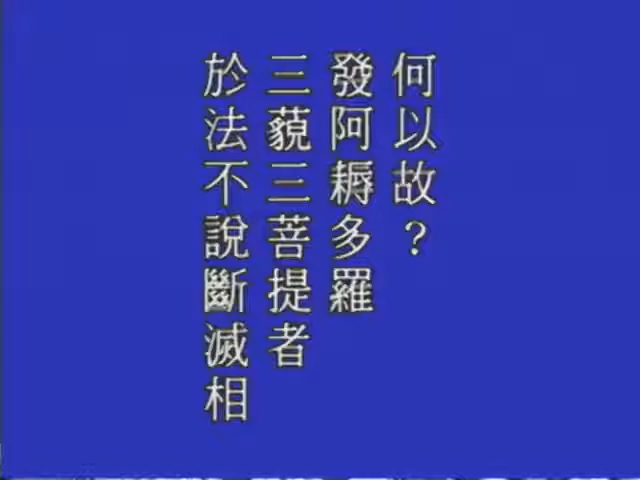 何以故？
發阿耨多羅
三藐三菩提者
於法不說斷滅相